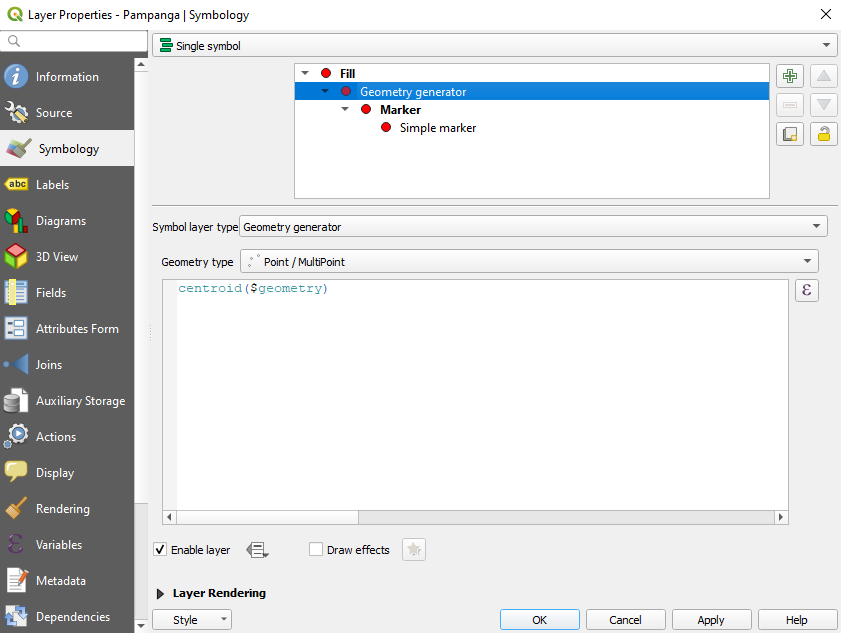 Layer Properties - Pampanga | Symbology
Single symbol
Information
Source
Symbology
abc Labels
Diagrams
3D View
Fields
Attributes Form
Joins
Auxiliary Storage
Actions
Display
Rendering
Variables
Metadata
Dependencies
Fill
Geometry generator
Marker
Simple marker
Symbol layer type Geometry generator
Geometry type Point / MultiPoint
centroid($geometry)
ε
Enable layer
Draw effects
Layer Rendering
Style
OK
Cancel
Apply
Help